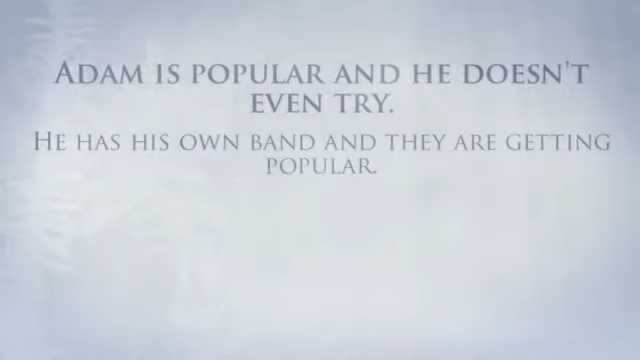 Adam is popular and he doesn't
even try.
He has his own band and they are getting
popular.